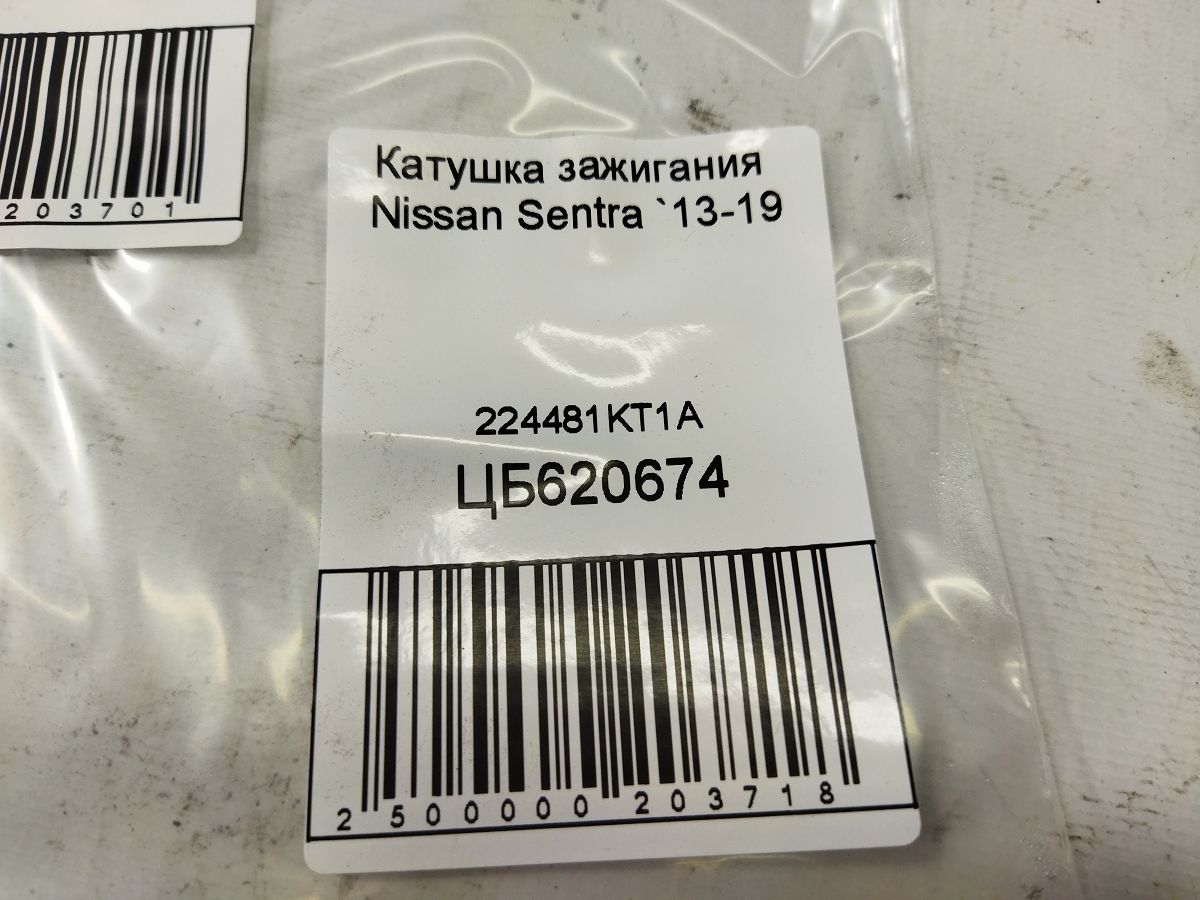 203701
Катушка зажигания
Nissan Sentra `13-19
224481KT1A
ЦБ620674
2 500000 203718